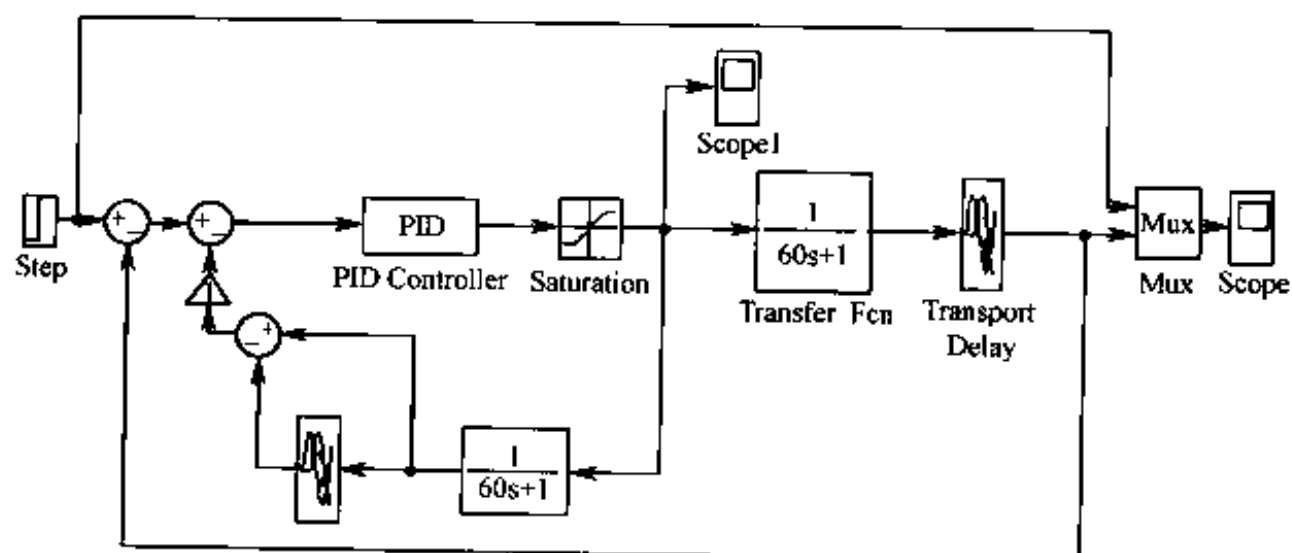 Scope1
Step
PID
PID Controller
Saturation
1
60s+1
Transfer Fcn
Transport
Delay
Mux
Mux
Scope
1
60s+1